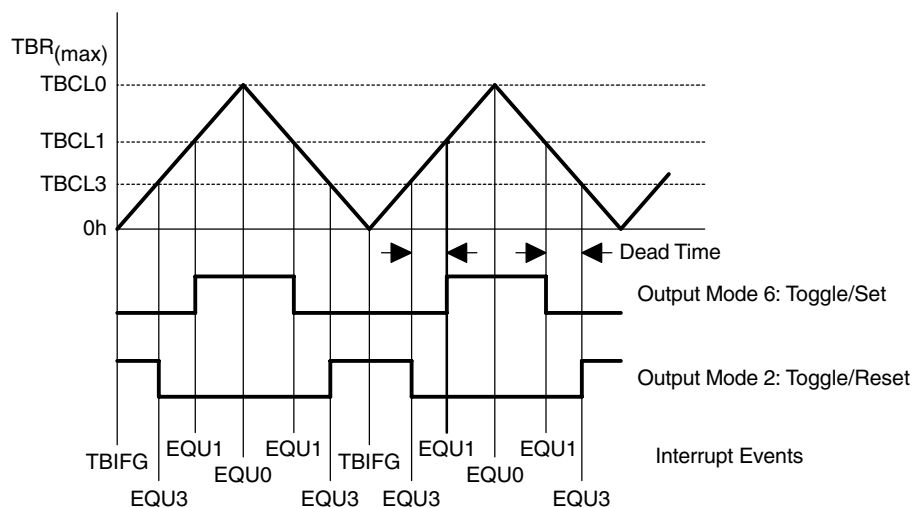 TBR(max)
TBCL0
TBCL1
TBCL3
0h
Dead Time
Output Mode 6: Toggle/Set
Output Mode 2: Toggle/Reset
EQU1 EQU1 EQU1 EQU1
TBIFG TBIFG Interrupt Events
EQU0 EQU0
EQU3 EQU3 EQU3 EQU3